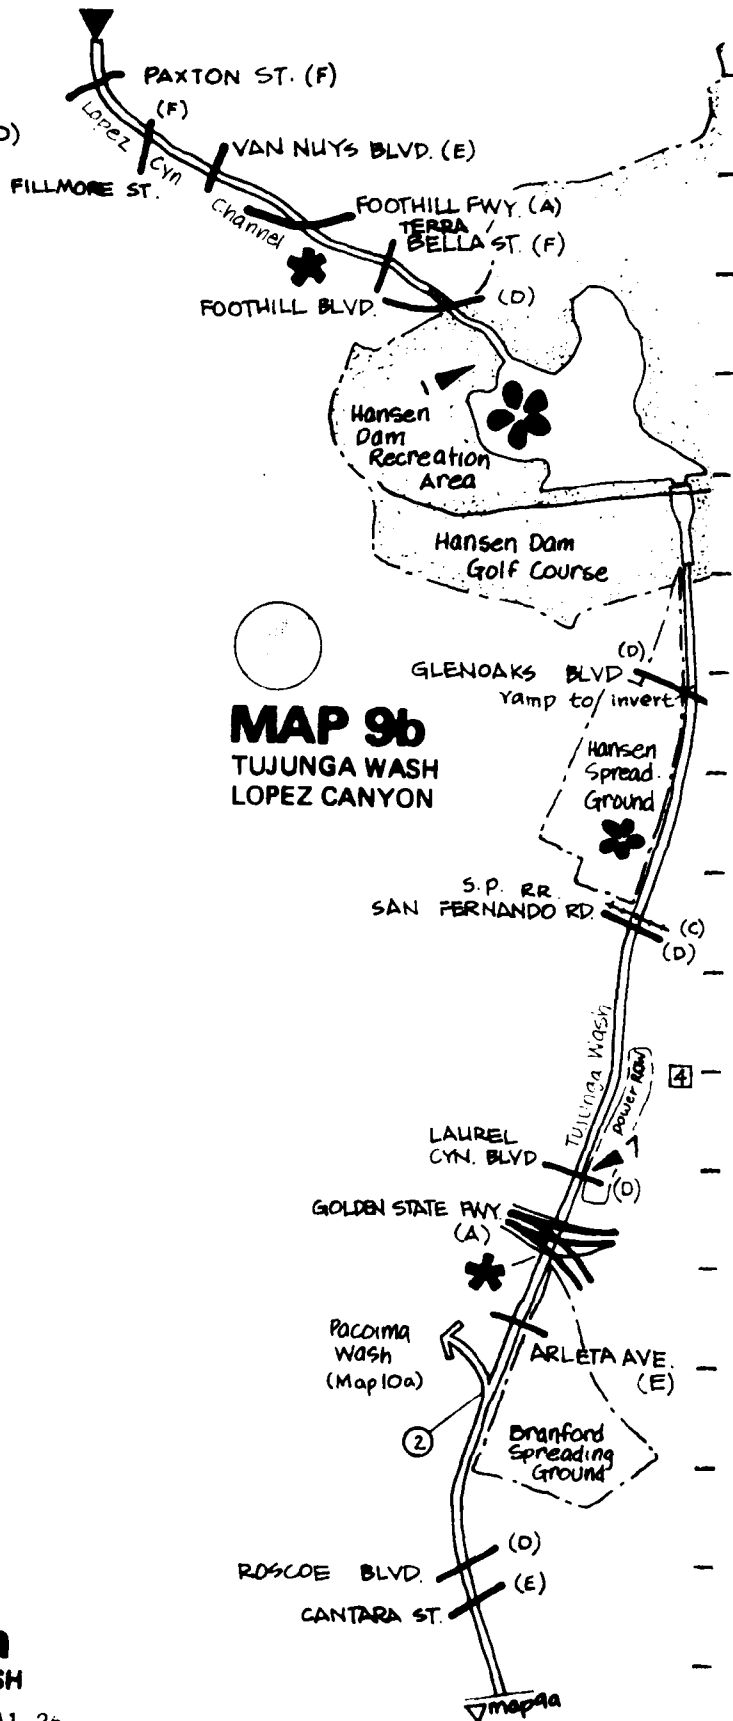 PAXTON ST. (F)
(F)
Lopez Cyn Channel
FILLMORE ST.
VAN NUYS BLVD. (E)
FOOTHILL FWY. (A)
TERRA
BELLA ST. (F)
FOOTHILL BLVD.
(D)
1
Hansen
Dam
Recreation
Area
Hansen Dam
Golf Course
(D)
GLENOAKS BLVD
ramp to invert
MAP 9b
TUJUNGA WASH
LOPEZ CANYON
Hansen
Spread.
Ground
S.P. RR.
SAN FERNANDO RD.
(C)
(D)
Tujunga Wash
power ROW
4
LAUREL
CYN. BLVD
1
(D)
GOLDEN STATE FWY.
(A)
Pacoima
Wash
(Map 10a)
ARLETA AVE.
(E)
2
Branford
Spreading
Ground
ROSCOE BLVD.
(D)
(E)
CANTARA ST.
map 9a
SH